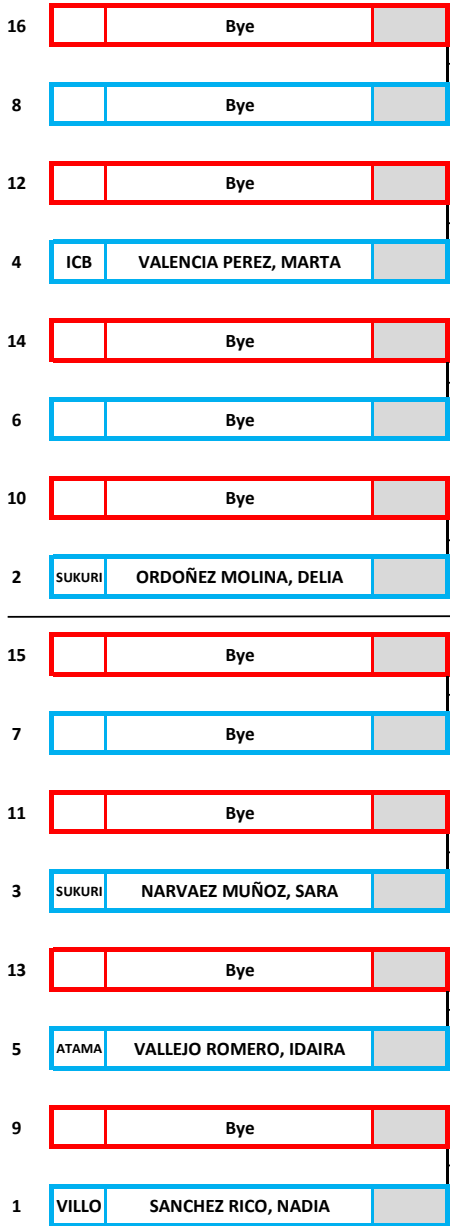 16 Bye
8 Bye
12 Bye
4 ICB VALENCIA PEREZ, MARTA
14 Bye
6 Bye
10 Bye
2 SUKURI ORDOÑEZ MOLINA, DELIA
15 Bye
7 Bye
11 Bye
3 SUKURI NARVAEZ MUÑOZ, SARA
13 Bye
5 ATAMA VALLEJO ROMERO, IDAIRA
9 Bye
1 VILLO SANCHEZ RICO, NADIA